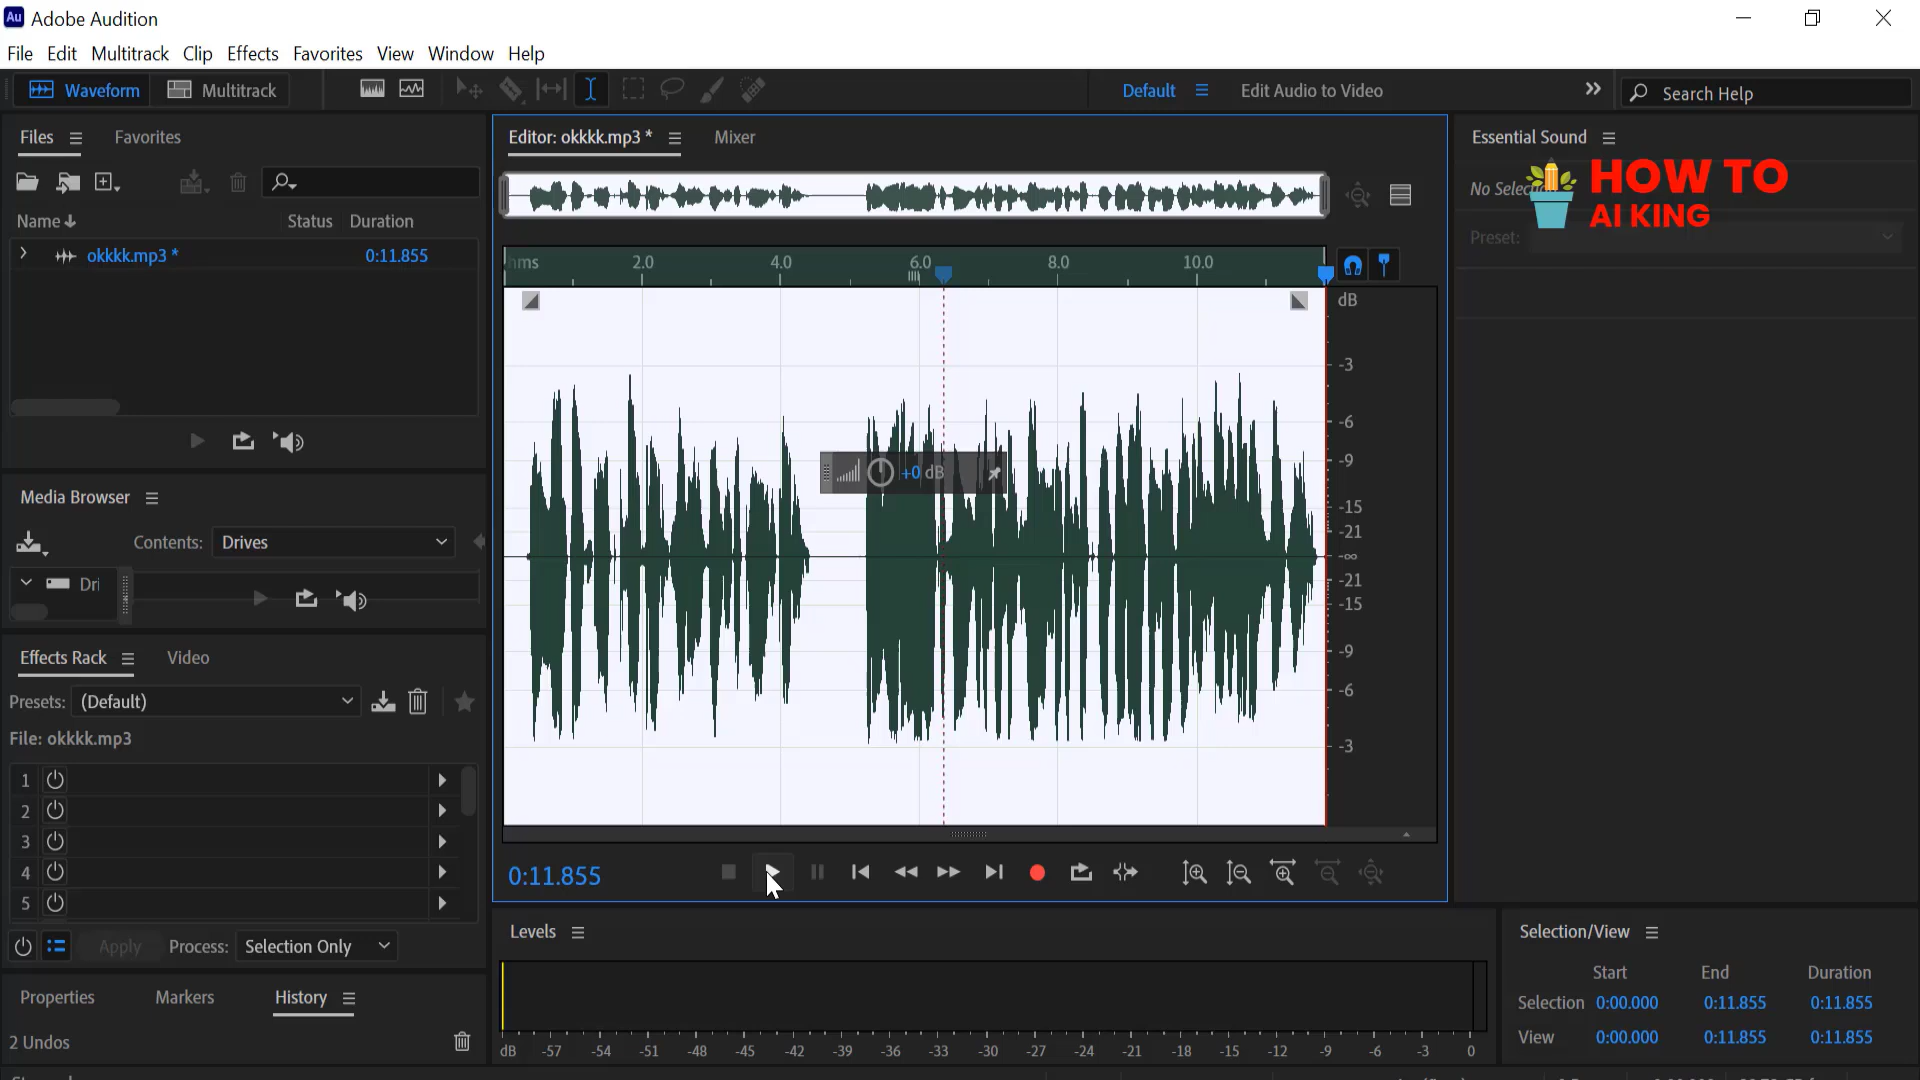 Au Adobe Audition
File Edit Multitrack Clip Effects Favorites View Window Help
Waveform Multitrack Default Edit Audio to Video Search Help
Files Favorites
Name Status Duration
okkkk.mp3 * 0:11.855
Media Browser
Contents: Drives
Dri
Effects Rack Video
Presets: (Default)
File: okkkk.mp3
1
2
3
4
5
Apply Process: Selection Only
Properties Markers History
2 Undos
Editor: okkkk.mp3 * Mixer
hms 2.0 4.0 6.0 8.0 10.0
dB
-3
-6
-9
-15
-21
-∞
-21
-15
-9
-6
-3
+0 dB
0:11.855
Levels
dB -57 -54 -51 -48 -45 -42 -39 -36 -33 -30 -27 -24 -21 -18 -15 -12 -9 -6 -3 0
Essential Sound
HOW TO
AI KING
No Selec
Preset:
Selection/View
Start End Duration
Selection 0:00.000 0:11.855 0:11.855
View 0:00.000 0:11.855 0:11.855